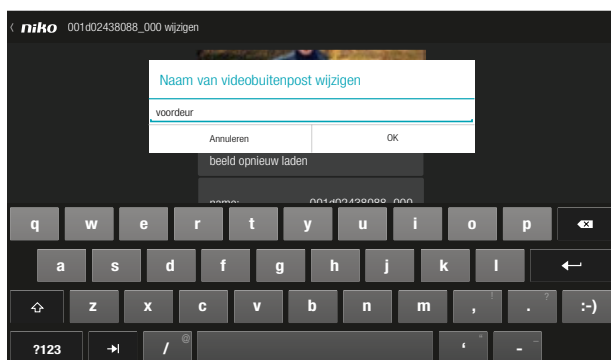 niko 001d02438088_000 wijzigen
Naam van videobuitenpost wijzigen
voordeur
Annuleren OK
beeld opnieuw laden
name: 001d02438088_000
q w e r t y u i o p
a s d f g h j k l
z x c v b n m , ! . ? :-)
?123 / @ ‘ " - _